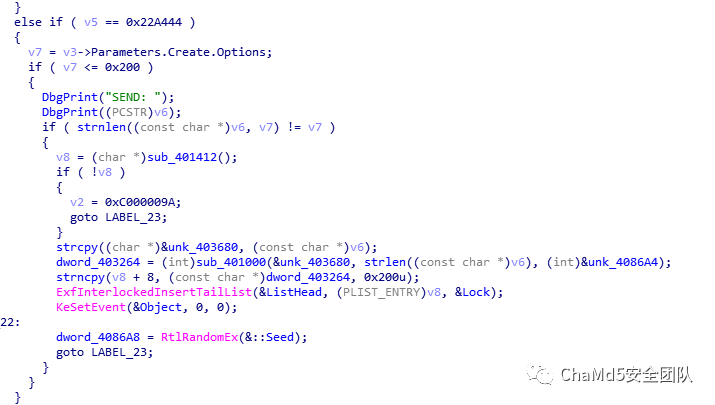 }
else if ( v5 == 0x22A444 )
{
v7 = v3->Parameters.Create.Options;
if ( v7 <= 0x200 )
{
DbgPrint("SEND: ");
DbgPrint((PCSTR)v6);
if ( strnlen((const char *)v6, v7) != v7 )
{
v8 = (char *)sub_401412();
if ( !v8 )
{
v2 = 0xC000009A;
goto LABEL_23;
}
strcpy((char *)&unk_403680, (const char *)v6);
dword_403264 = (int)sub_401000(&unk_403680, strlen((const char *)v6), (int)&unk_4086A4);
strncpy(v8 + 8, (const char *)dword_403264, 0x200u);
ExfInterlockedInsertTailList(&ListHead, (PLIST_ENTRY)v8, &Lock);
KeSetEvent(&Object, 0, 0);
22:
dword_4086A8 = RtlRandomEx(&::Seed);
goto LABEL_23;
}
}
}
ChaMd5安全团队